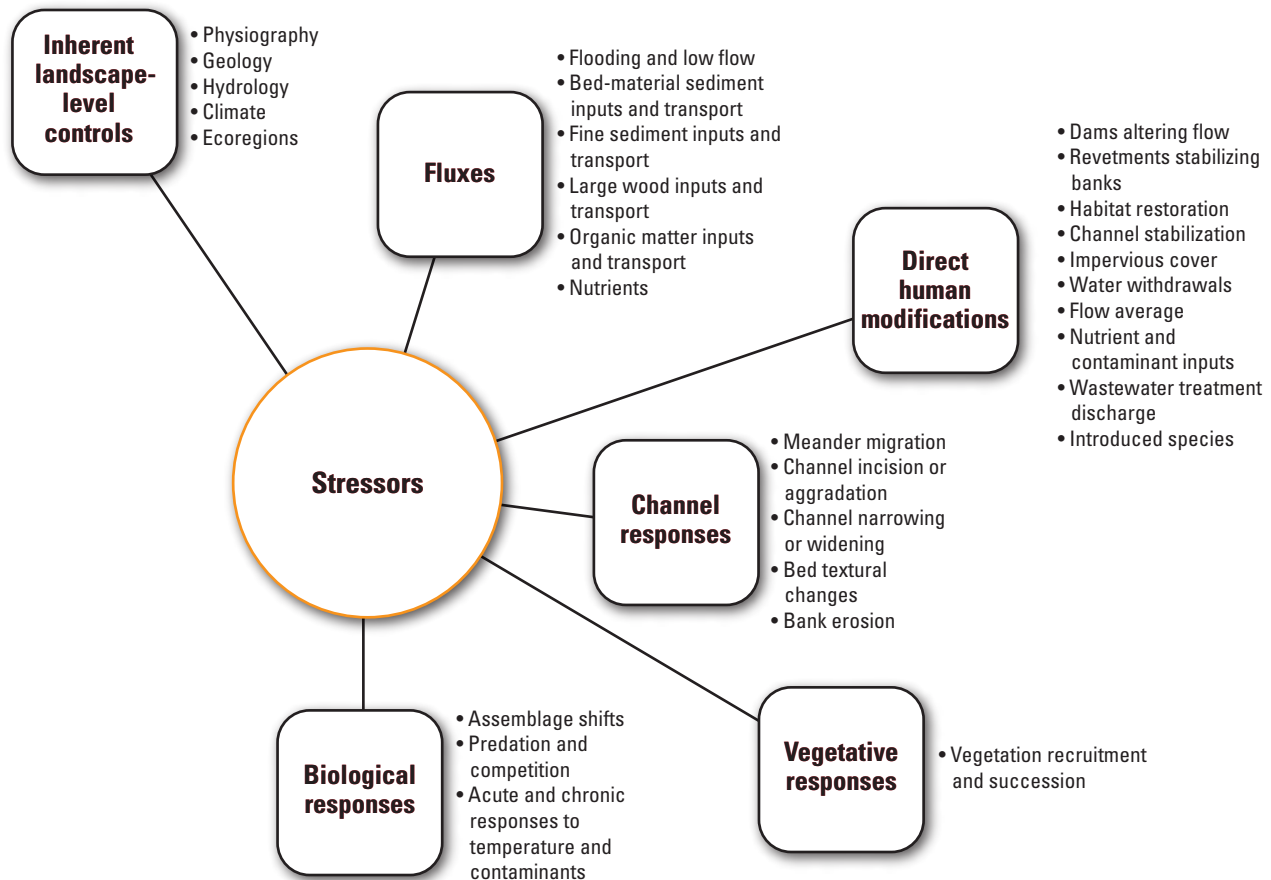 Inherent
landscape-
level
controls
• Physiography
• Geology
• Hydrology
• Climate
• Ecoregions
Fluxes
• Flooding and low flow
• Bed-material sediment
inputs and transport
• Fine sediment inputs and
transport
• Large wood inputs and
transport
• Organic matter inputs
and transport
• Nutrients
Direct
human
modifications
• Dams altering flow
• Revetments stabilizing
banks
• Habitat restoration
• Channel stabilization
• Impervious cover
• Water withdrawals
• Flow average
• Nutrient and
contaminant inputs
• Wastewater treatment
discharge
• Introduced species
Stressors
Channel
responses
• Meander migration
• Channel incision or
aggradation
• Channel narrowing
or widening
• Bed textural
changes
• Bank erosion
Biological
responses
• Assemblage shifts
• Predation and
competition
• Acute and chronic
responses to
temperature and
contaminants
Vegetative
responses
• Vegetation recruitment
and succession